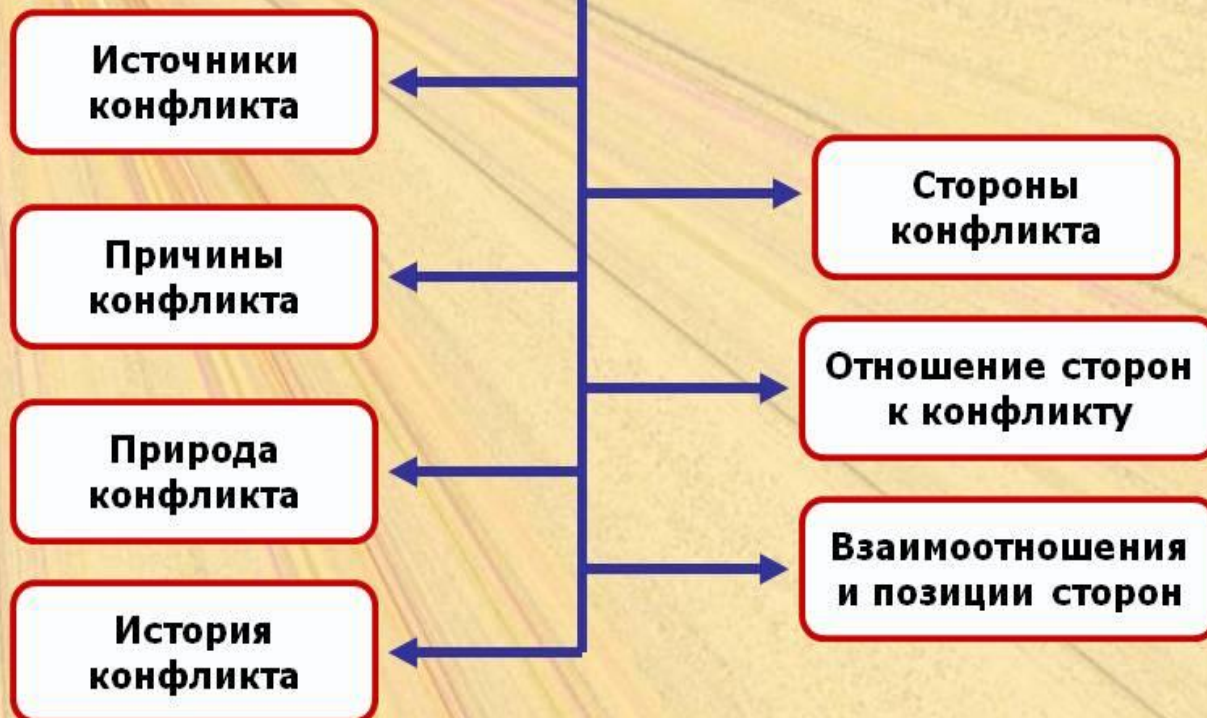 Источники
конфликта
Причины
конфликта
Природа
конфликта
История
конфликта
Стороны
конфликта
Отношение сторон
к конфликту
Взаимоотношения
и позиции сторон